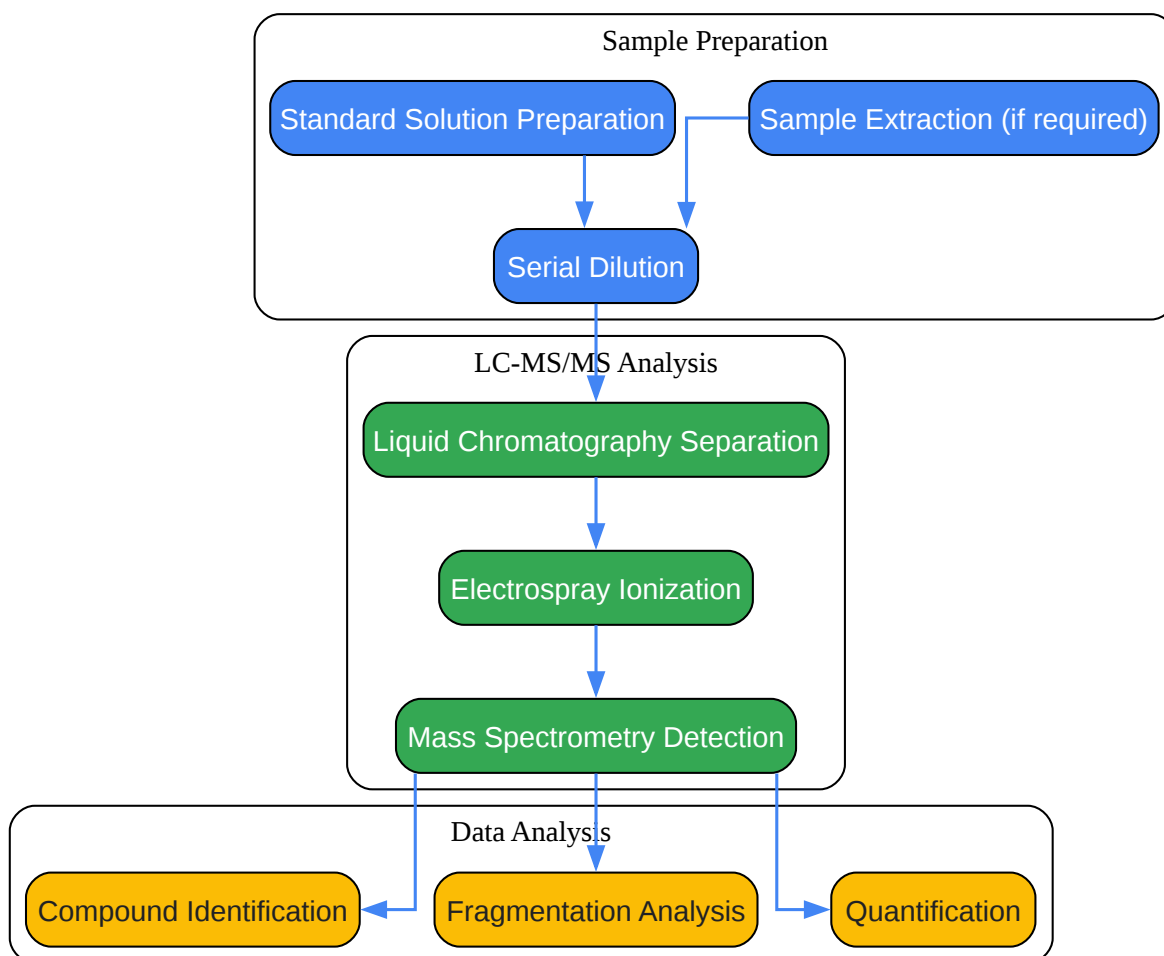 Sample Preparation
Standard Solution Preparation
Sample Extraction (if required)
Serial Dilution
LC-MS/MS Analysis
Liquid Chromatography Separation
Electrospray Ionization
Mass Spectrometry Detection
Data Analysis
Compound Identification
Fragmentation Analysis
Quantification